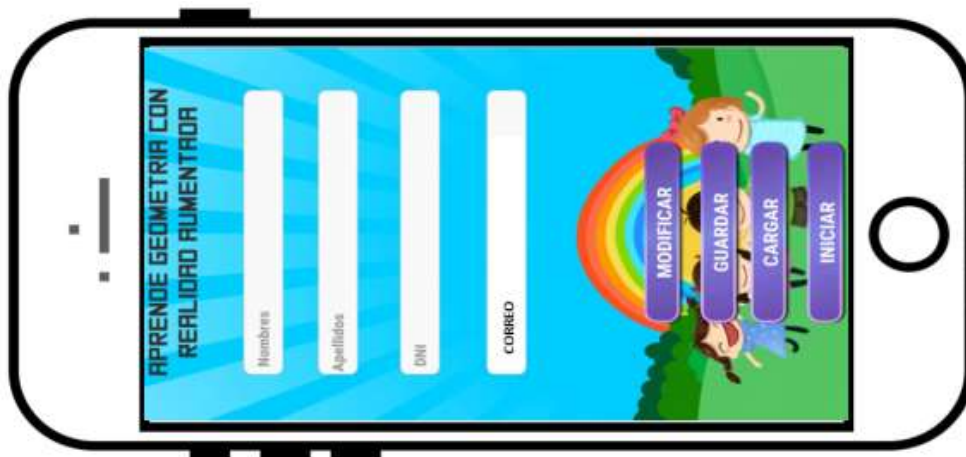 APRENDE GEOMETRIA CON
REALIDAD AUMENTADA
Nombres
Apellidos
DNI
CORREO
MODIFICAR
GUARDAR
CARGAR
INICIAR